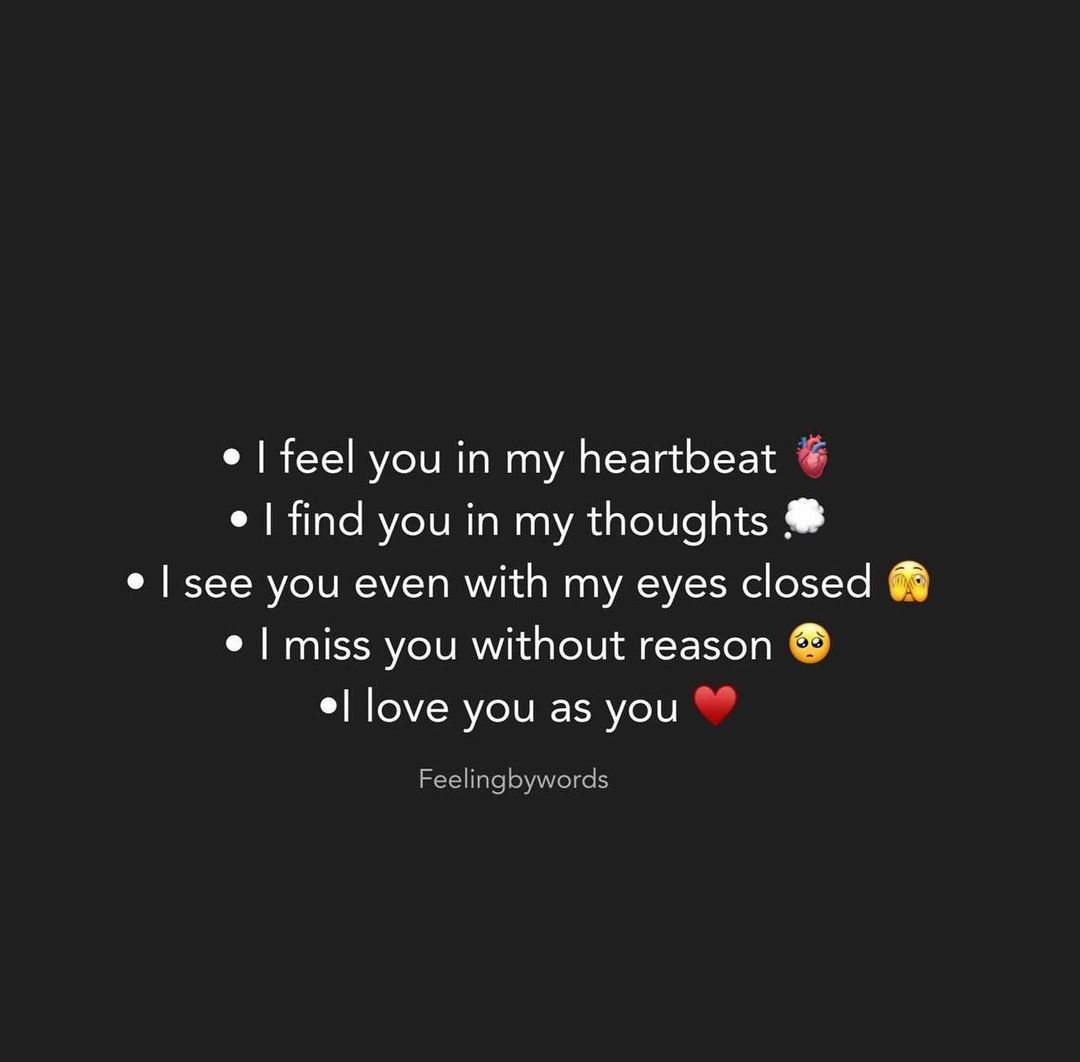 • I feel you in my heartbeat 🫀
• I find you in my thoughts 💭
• I see you even with my eyes closed 🫣
• I miss you without reason 🥺
•I love you as you ♥️
Feelingbywords